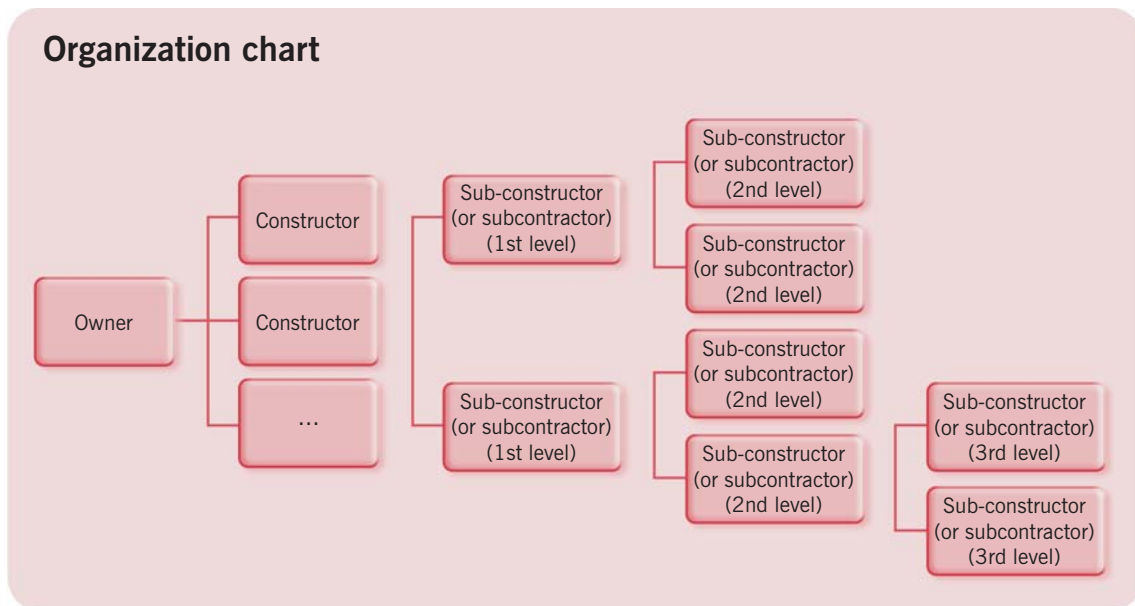 Organization chart
Owner
Constructor
Constructor
…
Sub-constructor
(or subcontractor)
(1st level)
Sub-constructor
(or subcontractor)
(1st level)
Sub-constructor
(or subcontractor)
(2nd level)
Sub-constructor
(or subcontractor)
(2nd level)
Sub-constructor
(or subcontractor)
(2nd level)
Sub-constructor
(or subcontractor)
(2nd level)
Sub-constructor
(or subcontractor)
(3rd level)
Sub-constructor
(or subcontractor)
(3rd level)